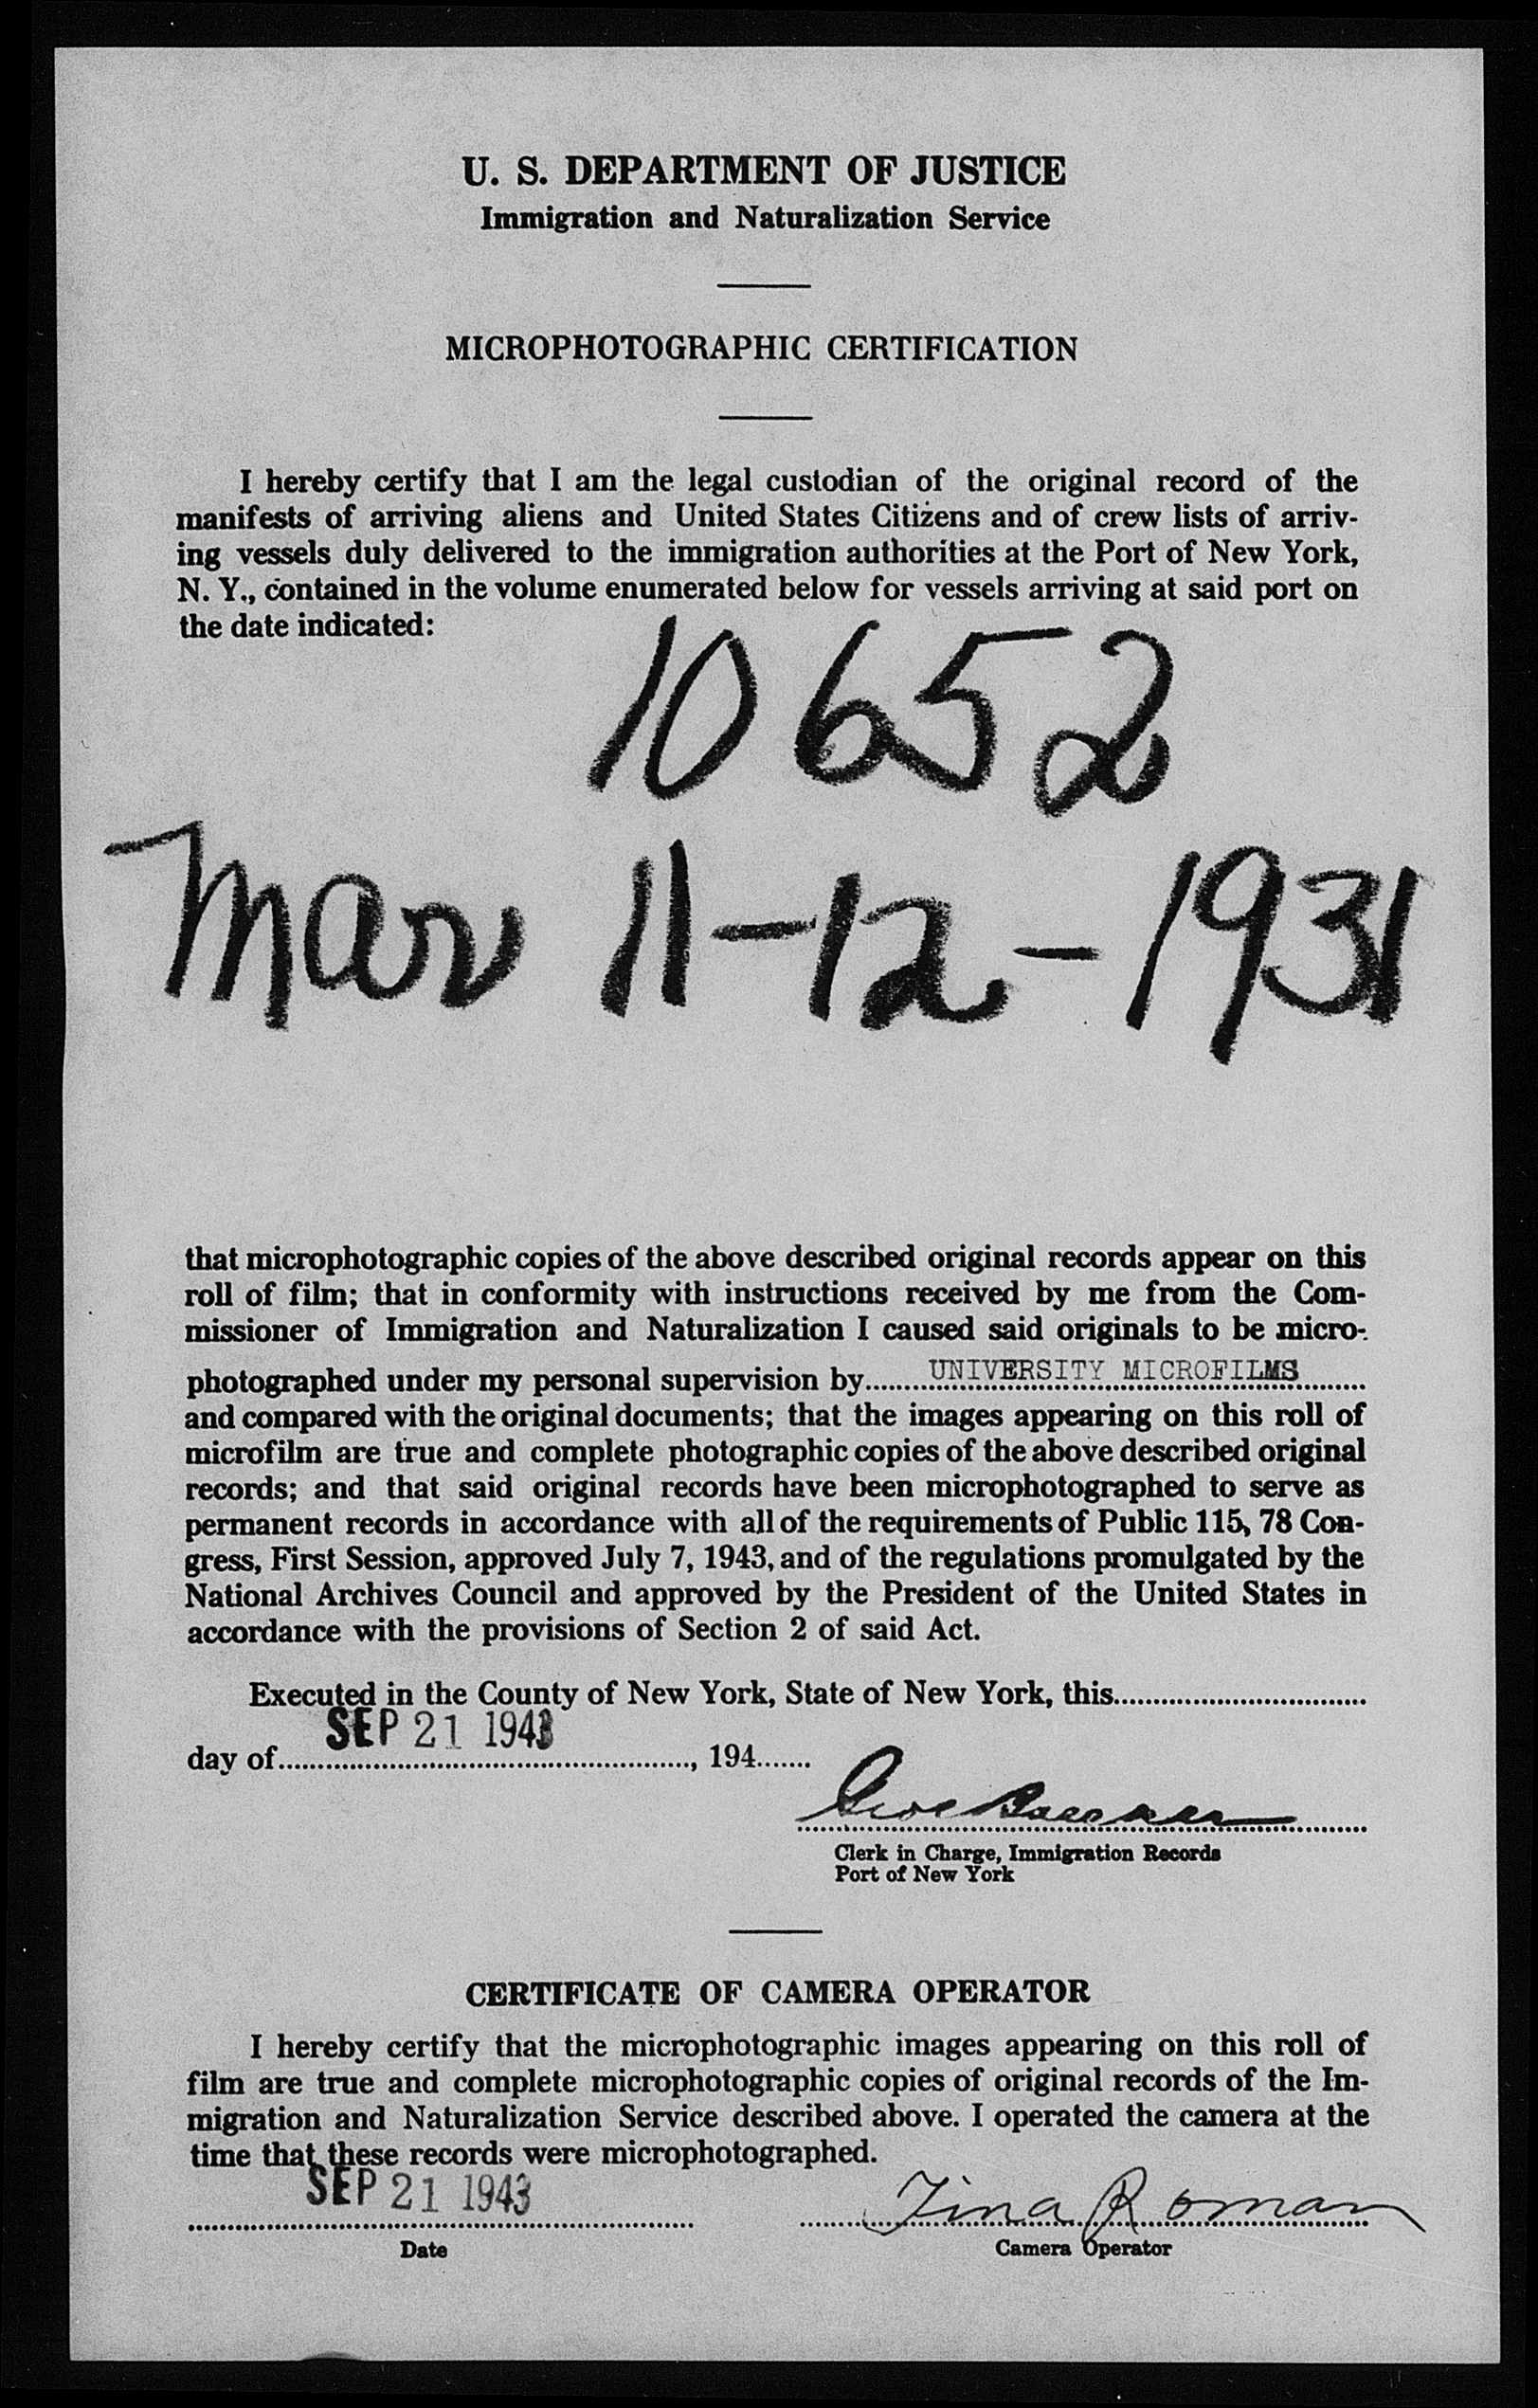 U. S. DEPARTMENT OF JUSTICE
Immigration and Naturalization Service
MICROPHOTOGRAPHIC CERTIFICATION
I hereby certify that I am the legal custodian of the original record of the
manifests of arriving aliens and United States Citizens and of crew lists of arriv-
ing vessels duly delivered to the immigration authorities at the Port of New York,
N. Y., contained in the volume enumerated below for vessels arriving at said port on
the date indicated:
10652
Mar 11-12-1931
that microphotographic copies of the above described original records appear on this
roll of film; that in conformity with instructions received by me from the Com-
missioner of Immigration and Naturalization I caused said originals to be micro-
photographed under my personal supervision by UNIVERSITY MICROFILMS
and compared with the original documents; that the images appearing on this roll of
microfilm are true and complete photographic copies of the above described original
records; and that said original records have been microphotographed to serve as
permanent records in accordance with all of the requirements of Public 115, 78 Con-
gress, First Session, approved July 7, 1943, and of the regulations promulgated by the
National Archives Council and approved by the President of the United States in
accordance with the provisions of Section 2 of said Act.
Executed in the County of New York, State of New York, this
SEP 21 1943
day of , 194
Clerk in Charge, Immigration Records
Port of New York
CERTIFICATE OF CAMERA OPERATOR
I hereby certify that the microphotographic images appearing on this roll of
film are true and complete microphotographic copies of original records of the Im-
migration and Naturalization Service described above. I operated the camera at the
time that these records were microphotographed.
SEP 21 1943 Tina Roman
Date Camera Operator